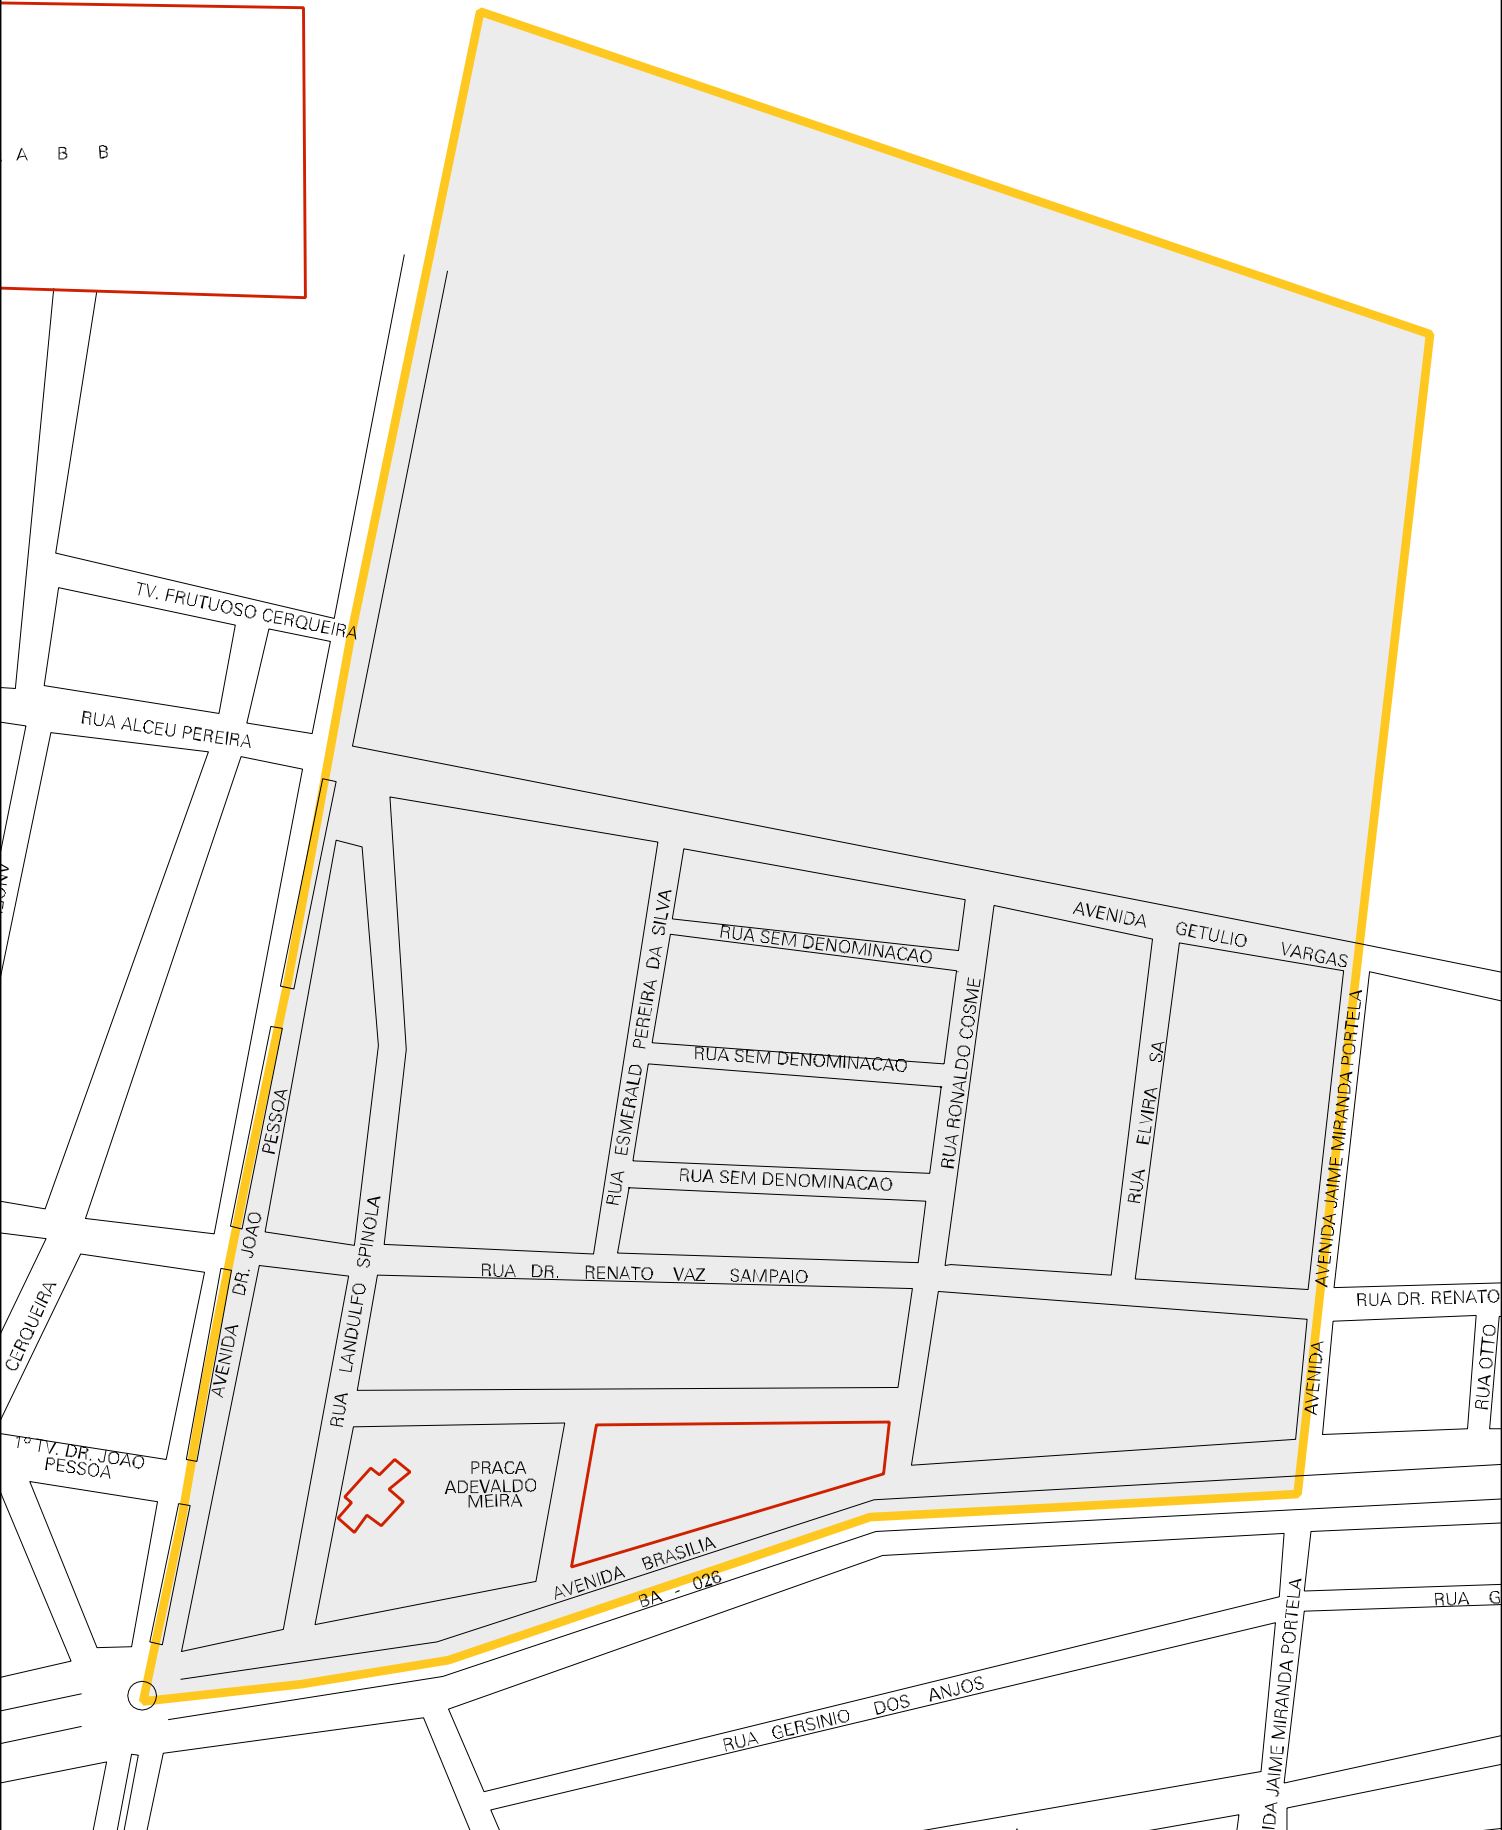 A B B
TV. FRUTUOSO CERQUEIRA
RUA ALCEU PEREIRA
AVENIDA GETULIO VARGAS
RUA SEM DENOMINACAO
RUA SEM DENOMINACAO
RUA SEM DENOMINACAO
RUA ESMERALD PEREIRA DA SILVA
RUA RONALDO COSME
RUA ELVIRA SA
AVENIDA JAIME MIRANDA PORTELA
AVENIDA DR. JOAO PESSOA
RUA LANDULFO SPINOLA
RUA DR. RENATO VAZ SAMPAIO
RUA DR. RENATO
CERQUEIRA
AVENIDA
RUA OTTO
1º TV. DR. JOAO
PESSOA
PRACA
ADEVALDO
MEIRA
AVENIDA BRASILIA
BA - 026
RUA G
RUA GERSINIO DOS ANJOS
IDA JAIME MIRANDA PORTELA